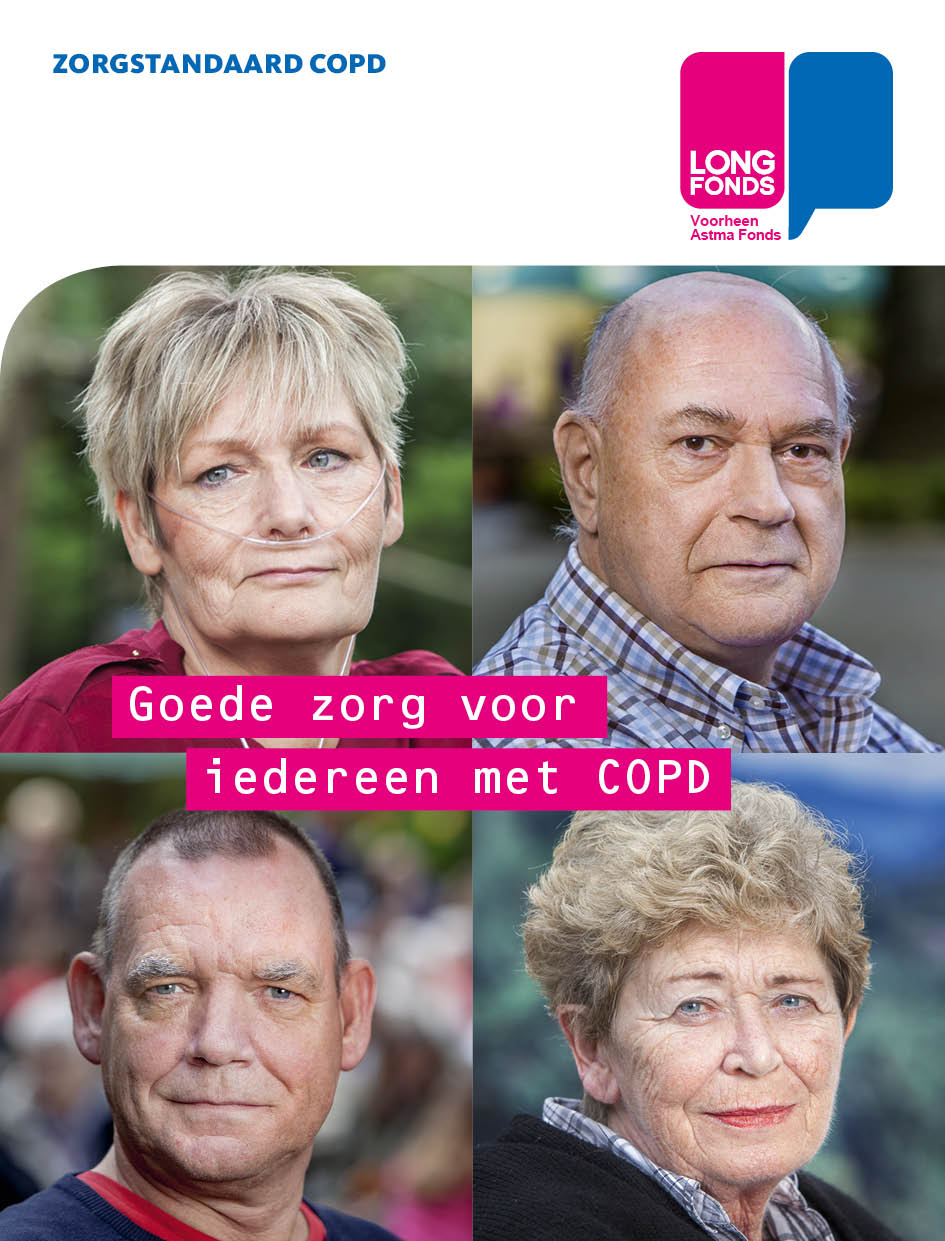 ZORGSTANDAARD COPD
LONG
FONDS
Voorheen
Astma Fonds
Goede zorg voor
iedereen met COPD